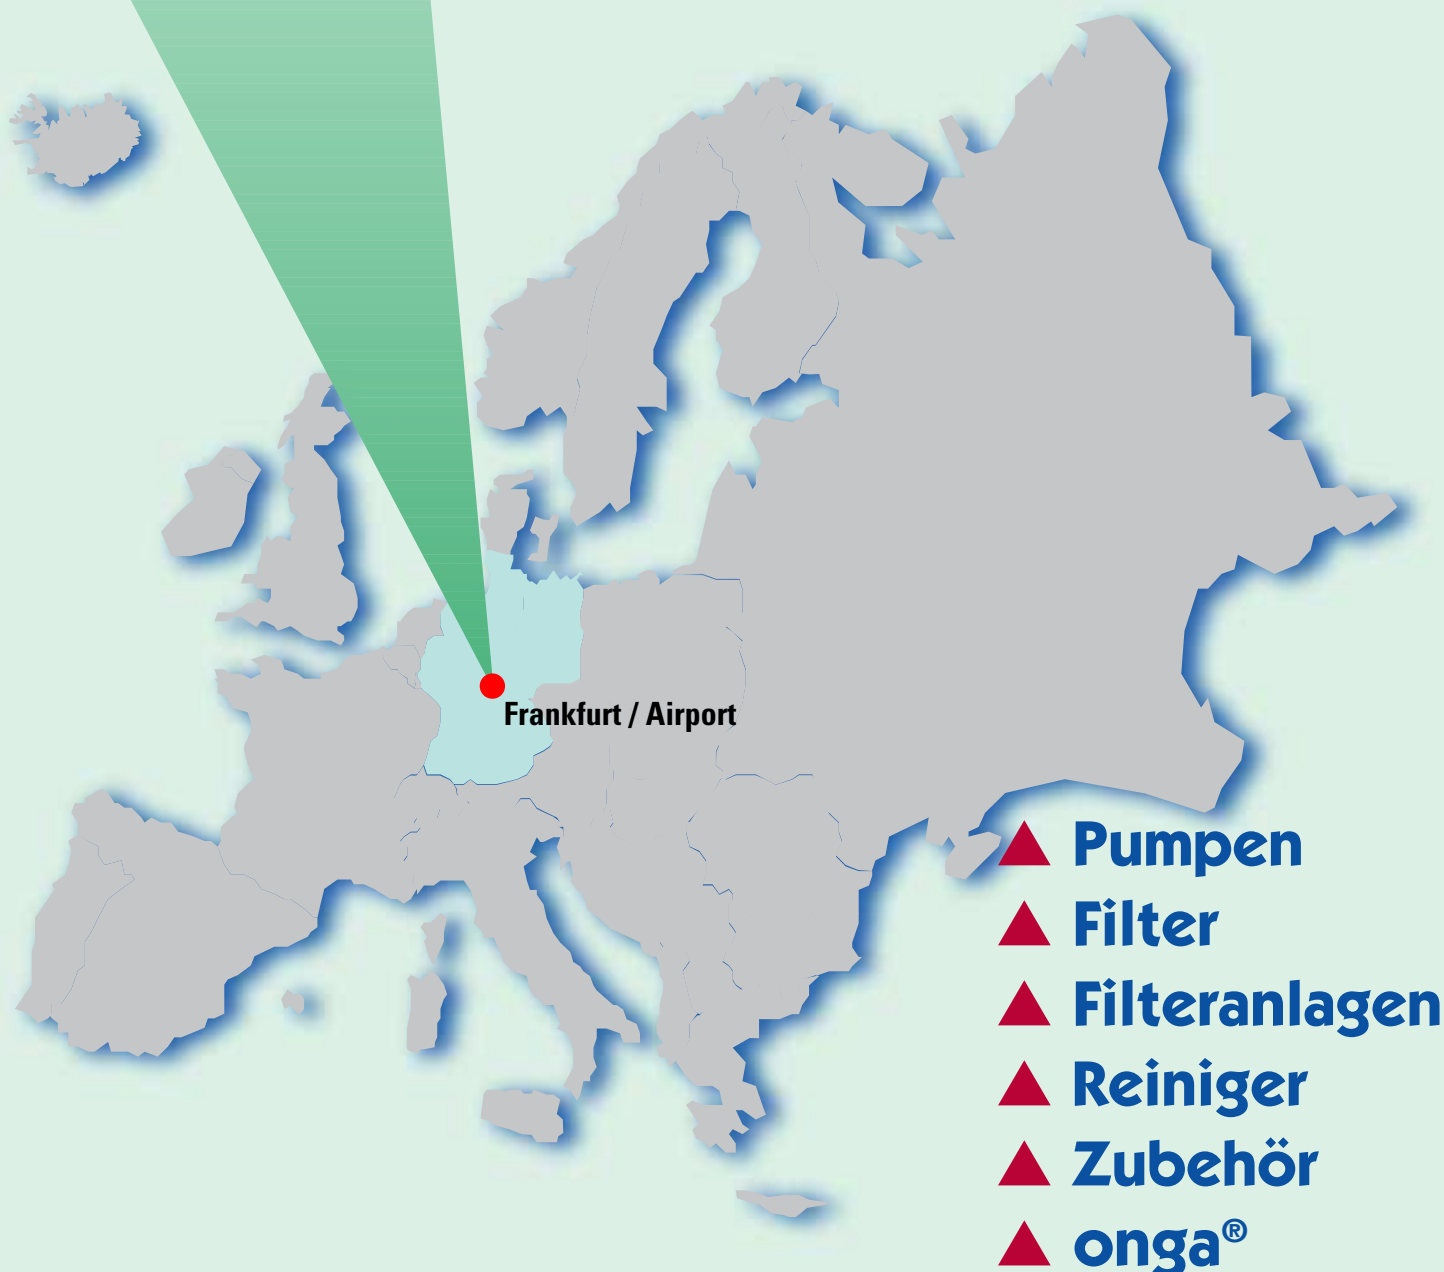 Frankfurt / Airport
Pumpen
Filter
Filteranlagen
Reiniger
Zubehör
onga®